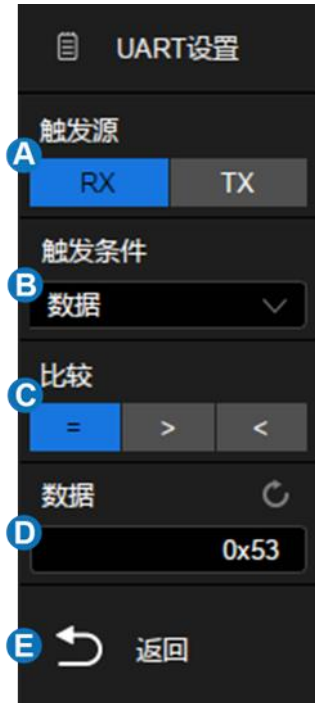 UART设置
触发源
A
RX TX
触发条件
B
数据
比较
C
= > <
数据
D
0x53
E
返回